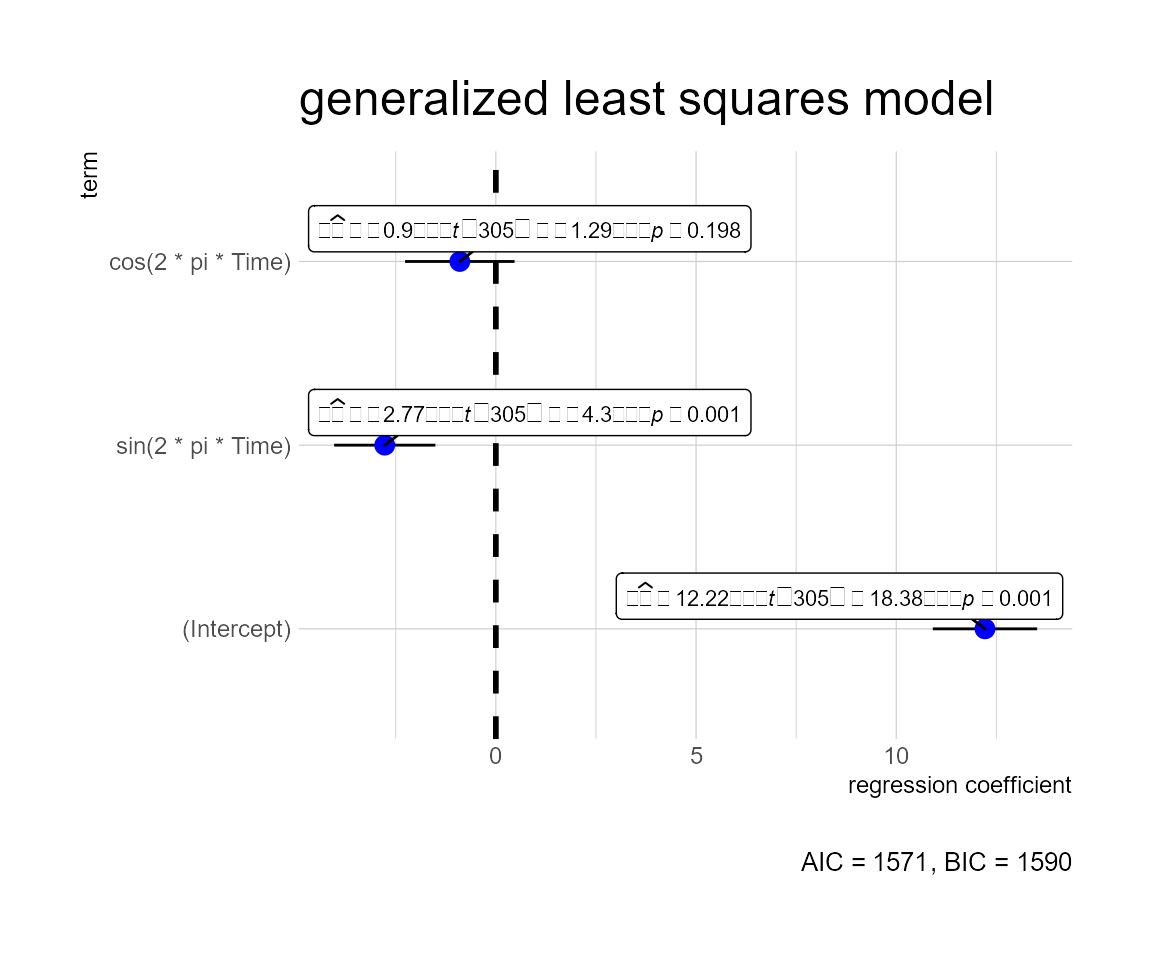 generalized least squares model
term
□□̂ □ □0.9□□□t□305□ □ □1.29□□□p □0.198
cos(2 * pi * Time)
□□̂ □ □2.77□□□t□305□ □ □4.3□□□p □0.001
sin(2 * pi * Time)
□□̂ □12.22□□□t□305□ □18.38□□□p □0.001
(Intercept)
0 5 10
regression coefficient
AIC = 1571, BIC = 1590